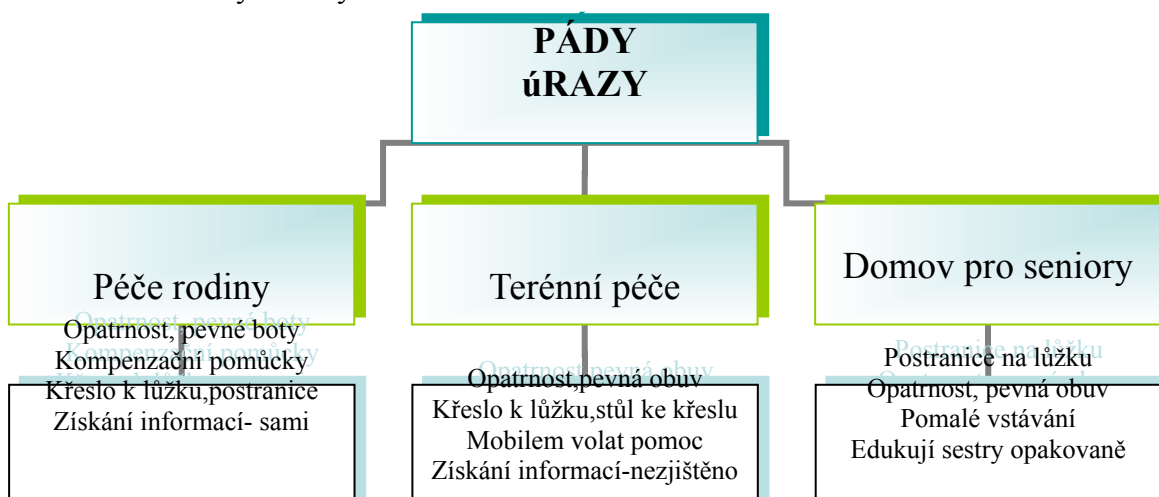 PÁDY
úRAZY
Péče rodiny
Opatrnost, pevné boty
Kompenzační pomůcky
Křeslo k lůžku,postranice
Získání informací- sami
Terénní péče
Opatrnost,pevná obuv
Křeslo k lůžku,stůl ke křeslu
Mobilem volat pomoc
Získání informací-nezjištěno
Domov pro seniory
Postranice na lůžku
Opatrnost, pevná obuv
Pomalé vstávání
Edukují sestry opakovaně